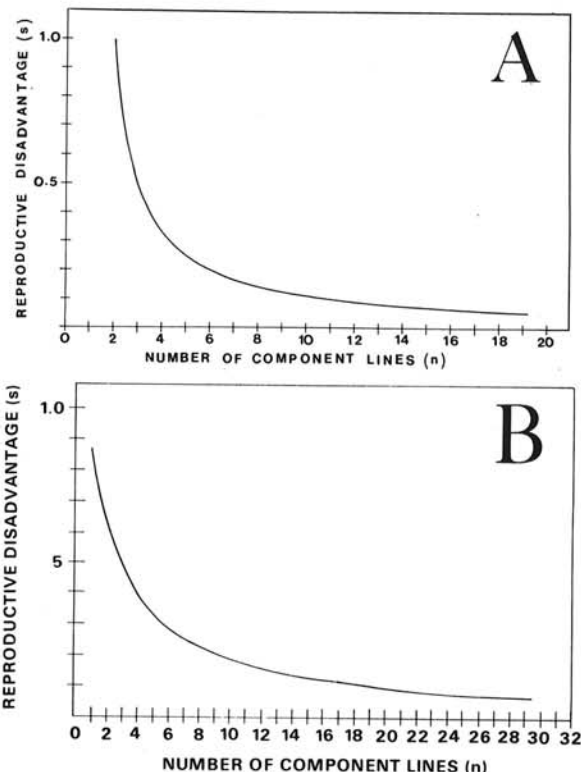 A
REPRODUCTIVE DISADVANTAGE (s)
1.0
0.5
0 2 4 6 8 10 12 14 16 18 20
NUMBER OF COMPONENT LINES (n)
B
REPRODUCTIVE DISADVANTAGE (s)
1.0
5
0 2 4 6 8 10 12 14 16 18 20 22 24 26 28 29 30 32
NUMBER OF COMPONENT LINES (n)